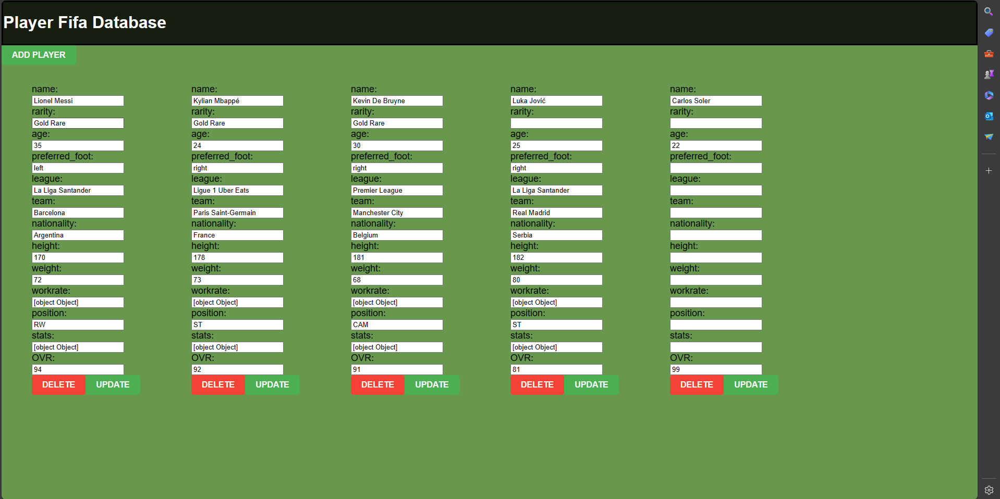 Player Fifa Database
ADD PLAYER
name:
Lionel Messi
rarity:
Gold Rare
age:
35
preferred_foot:
left
league:
La Liga Santander
team:
Barcelona
nationality:
Argentina
height:
170
weight:
72
workrate:
[object Object]
position:
RW
stats:
[object Object]
OVR:
94
DELETE UPDATE
name:
Kylian Mbappé
rarity:
Gold Rare
age:
24
preferred_foot:
right
league:
Ligue 1 Uber Eats
team:
Paris Saint-Germain
nationality:
France
height:
178
weight:
73
workrate:
[object Object]
position:
ST
stats:
[object Object]
OVR:
92
DELETE UPDATE
name:
Kevin De Bruyne
rarity:
Gold Rare
age:
30
preferred_foot:
right
league:
Premier League
team:
Manchester City
nationality:
Belgium
height:
181
weight:
68
workrate:
[object Object]
position:
CAM
stats:
[object Object]
OVR:
91
DELETE UPDATE
name:
Luka Jović
rarity:
age:
25
preferred_foot:
right
league:
La Liga Santander
team:
Real Madrid
nationality:
Serbia
height:
182
weight:
80
workrate:
[object Object]
position:
ST
stats:
[object Object]
OVR:
81
DELETE UPDATE
name:
Carlos Soler
rarity:
age:
22
preferred_foot:
league:
team:
nationality:
height:
weight:
workrate:
position:
stats:
OVR:
99
DELETE UPDATE